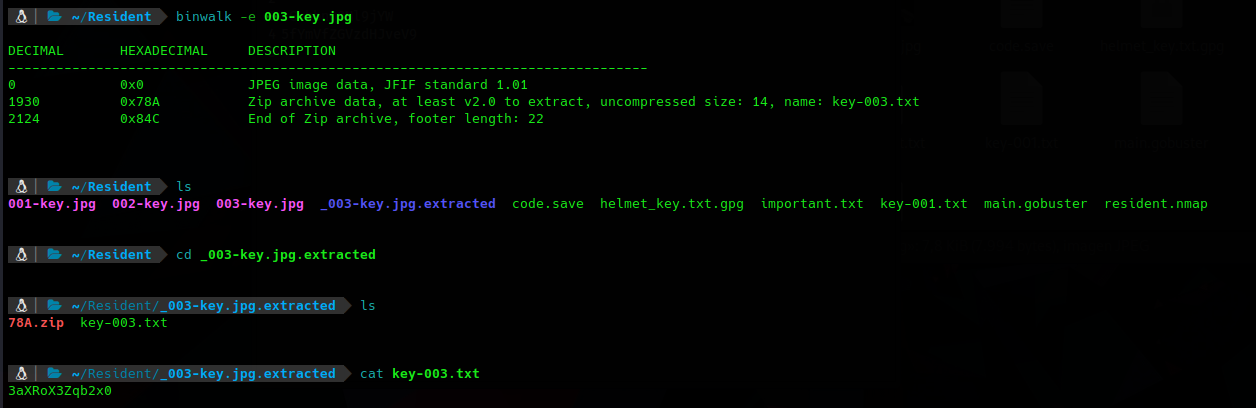 ~/Resident binwalk -e 003-key.jpg
DECIMAL HEXADECIMAL DESCRIPTION
--------------------------------------------------------------------------------
0 0x0 JPEG image data, JFIF standard 1.01
1930 0x78A Zip archive data, at least v2.0 to extract, uncompressed size: 14, name: key-003.txt
2124 0x84C End of Zip archive, footer length: 22
~/Resident ls
001-key.jpg 002-key.jpg 003-key.jpg _003-key.jpg.extracted code.save helmet_key.txt.gpg important.txt key-001.txt main.gobuster resident.nmap
~/Resident cd _003-key.jpg.extracted
~/Resident/_003-key.jpg.extracted ls
78A.zip key-003.txt
~/Resident/_003-key.jpg.extracted cat key-003.txt
3aXRoX3Zqb2x0